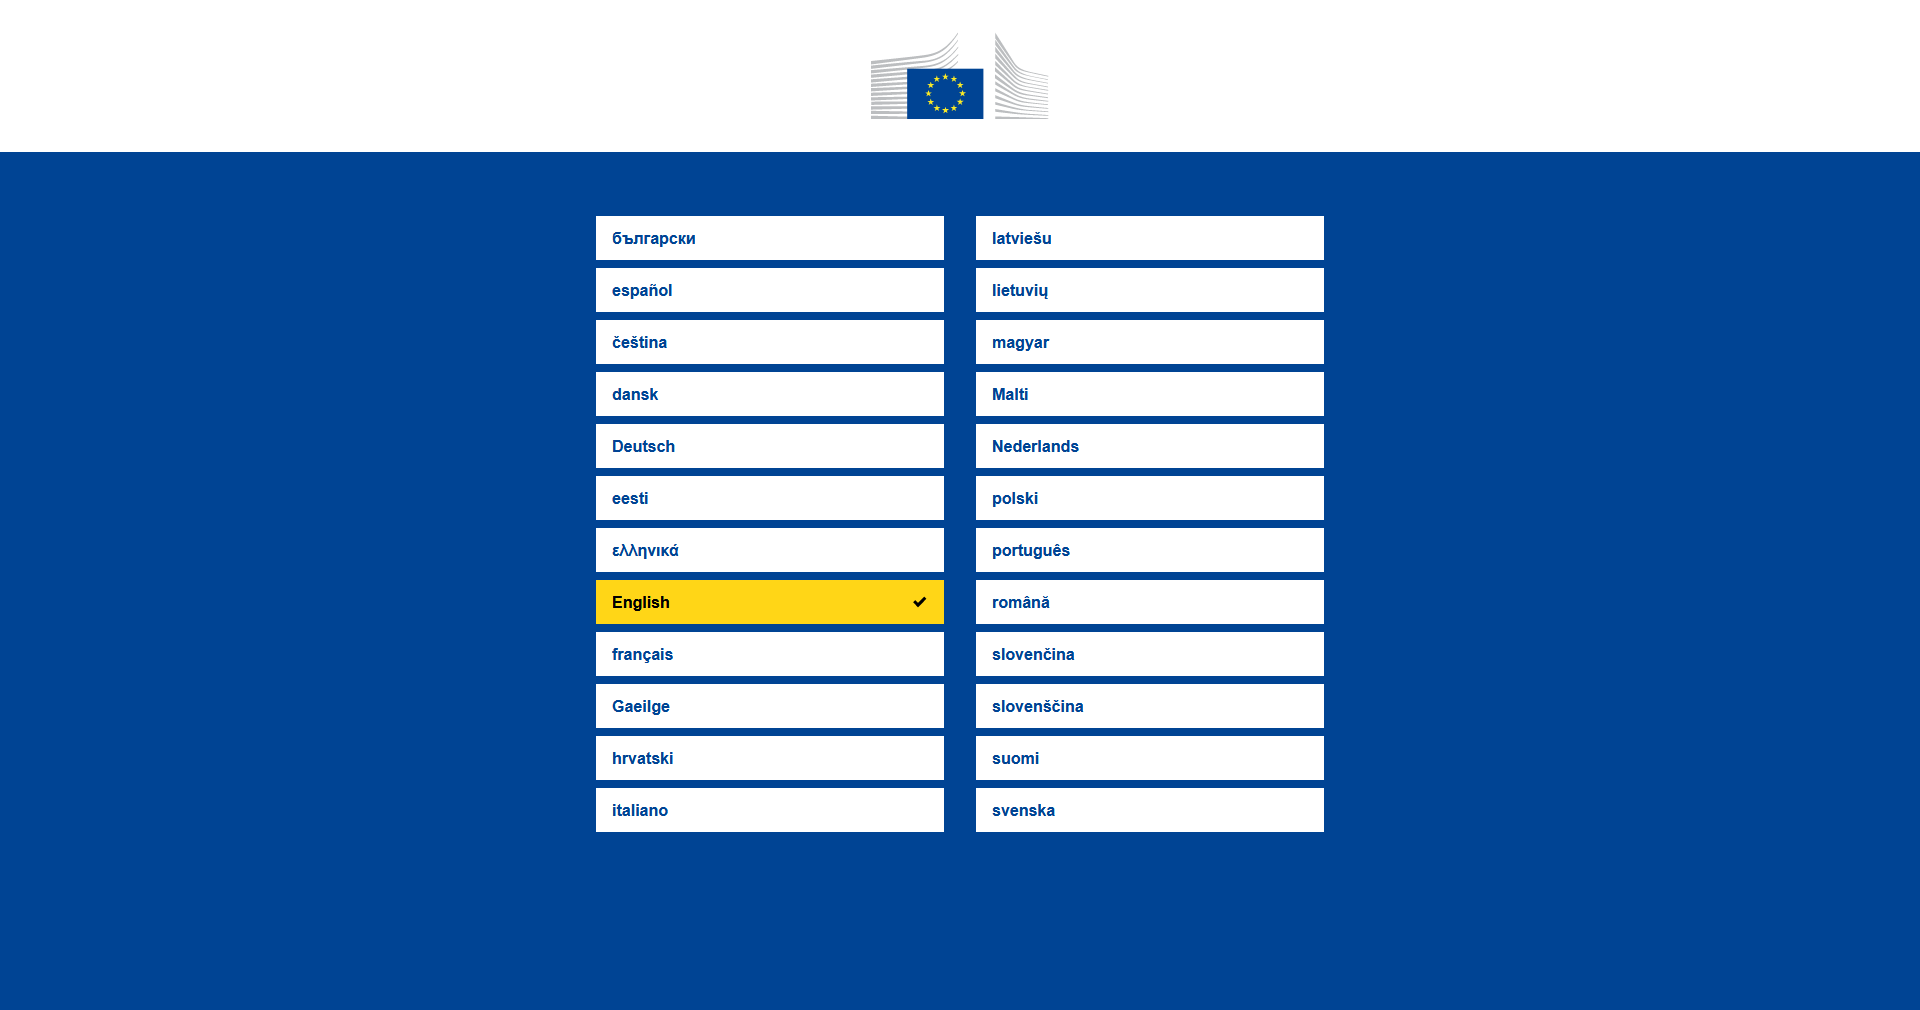 български
español
čeština
dansk
Deutsch
eesti
ελληνικά
English
français
Gaeilge
hrvatski
italiano
latviešu
lietuvių
magyar
Malti
Nederlands
polski
português
română
slovenčina
slovenščina
suomi
svenska